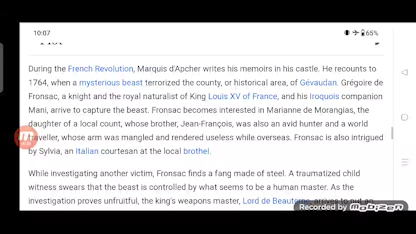 10:07
65%
During the French Revolution, Marquis d'Apcher writes his memoirs in his castle. He recounts to
1764, when a mysterious beast terrorized the county, or historical area, of Gévaudan. Grégoire de
Fronsac, a knight and the royal naturalist of King Louis XV of France, and his Iroquois companion
Mani, arrive to capture the beast. Fronsac becomes interested in Marianne de Morangias, the
daughter of a local count, whose brother, Jean-François, was also an avid hunter and a world
traveller, whose arm was mangled and rendered useless while overseas. Fronsac is also intrigued
by Sylvia, an Italian courtesan at the local brothel.
While investigating another victim, Fronsac finds a fang made of steel. A traumatized child
witness swears that the beast is controlled by what seems to be a human master. As the
investigation proves unfruitful, the king's weapons master, Lord de Beauterne, arrives to put an
Recorded by
MOBIZEN